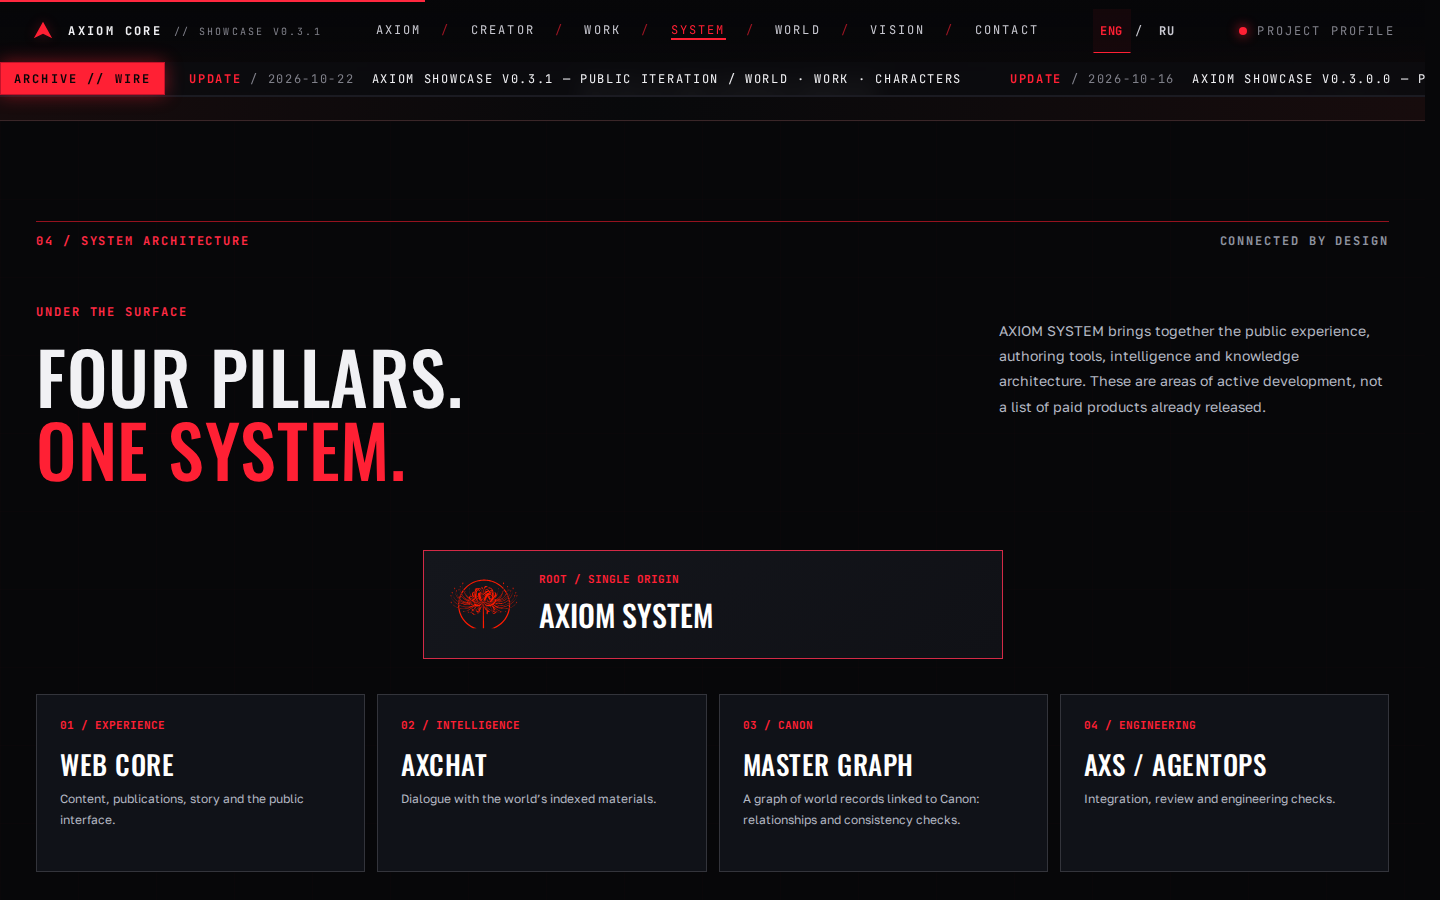 AXIOM CORE // SHOWCASE V0.3.1 AXIOM / CREATOR / WORK / SYSTEM / WORLD / VISION / CONTACT ENG / RU PROJECT PROFILE
ARCHIVE // WIRE UPDATE / 2026-10-22 AXIOM SHOWCASE V0.3.1 — PUBLIC ITERATION / WORLD · WORK · CHARACTERS UPDATE / 2026-10-16 AXIOM SHOWCASE V0.3.0.0 — P
04 / SYSTEM ARCHITECTURE CONNECTED BY DESIGN
UNDER THE SURFACE
FOUR PILLARS.
ONE SYSTEM.
AXIOM SYSTEM brings together the public experience,
authoring tools, intelligence and knowledge
architecture. These are areas of active development, not
a list of paid products already released.
ROOT / SINGLE ORIGIN
AXIOM SYSTEM
01 / EXPERIENCE
WEB CORE
Content, publications, story and the public
interface.
02 / INTELLIGENCE
AXCHAT
Dialogue with the world's indexed materials.
03 / CANON
MASTER GRAPH
A graph of world records linked to Canon:
relationships and consistency checks.
04 / ENGINEERING
AXS / AGENTOPS
Integration, review and engineering checks.